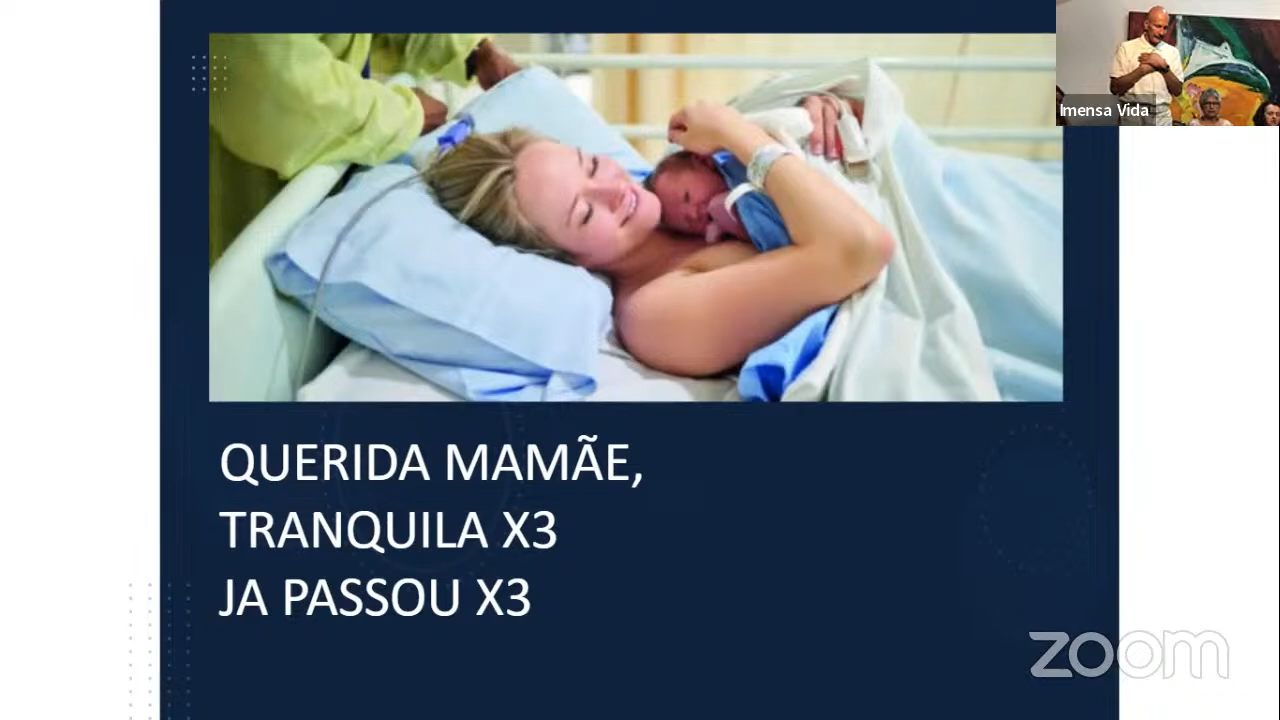 Imensa Vida
QUERIDA MAMÃE,
TRANQUILA X3
JA PASSOU X3
zoom